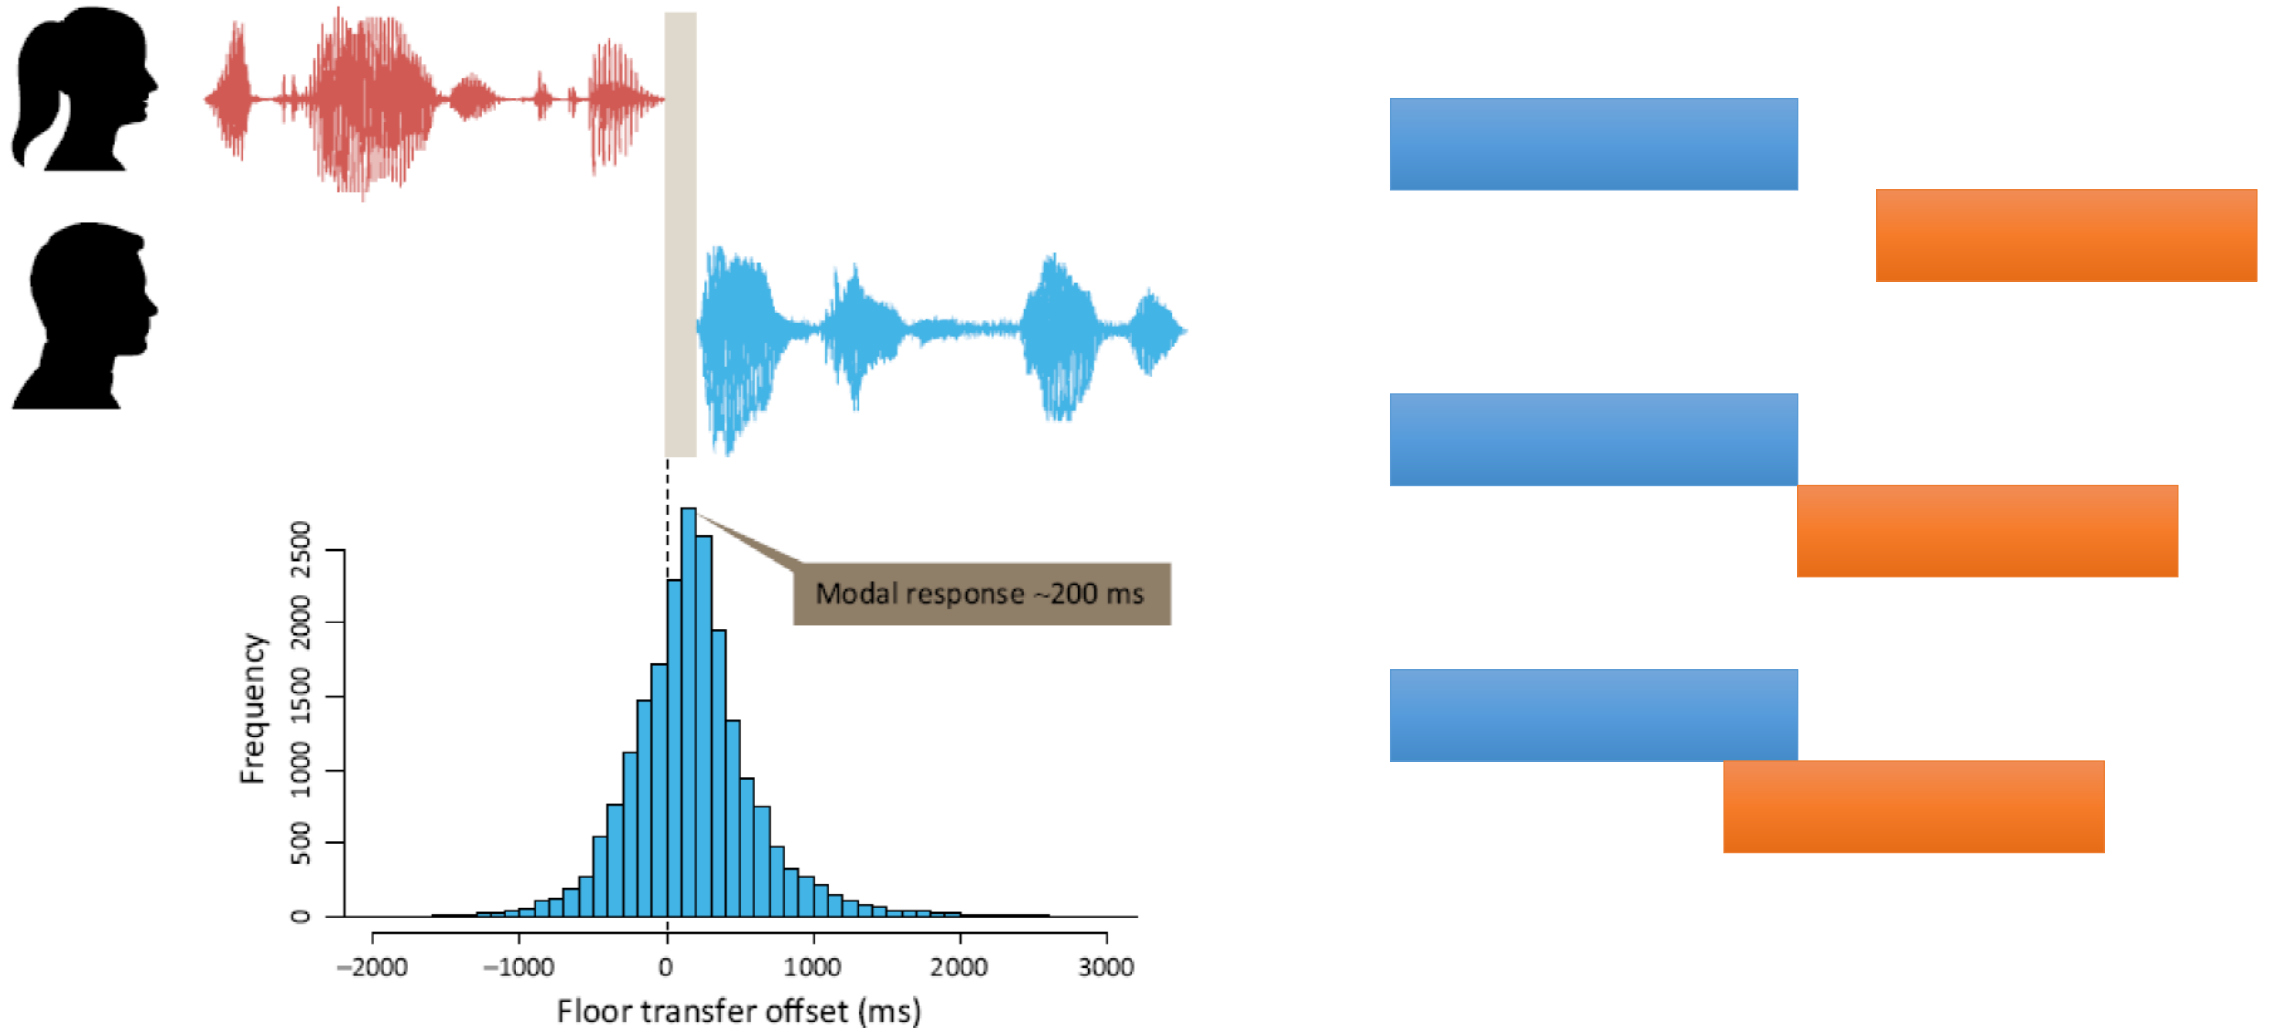 Modal response ~200 ms
Frequency
2500
2000
1500
1000
500
0
–2000 –1000 0 1000 2000 3000
Floor transfer offset (ms)